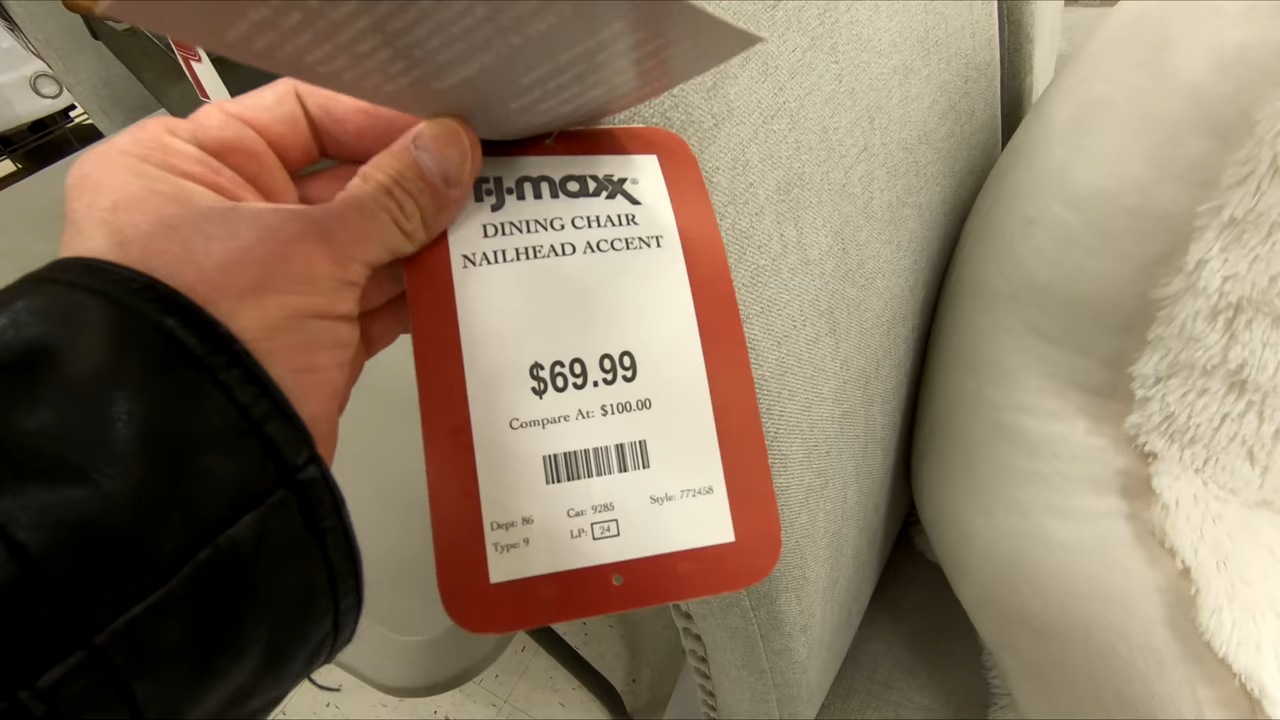 T·J·maxx®
DINING CHAIR
NAILHEAD ACCENT
$69.99
Compare At: $100.00
Dept: 86 Cat: 9285 Style: 772458
Type: 9 LP: 24